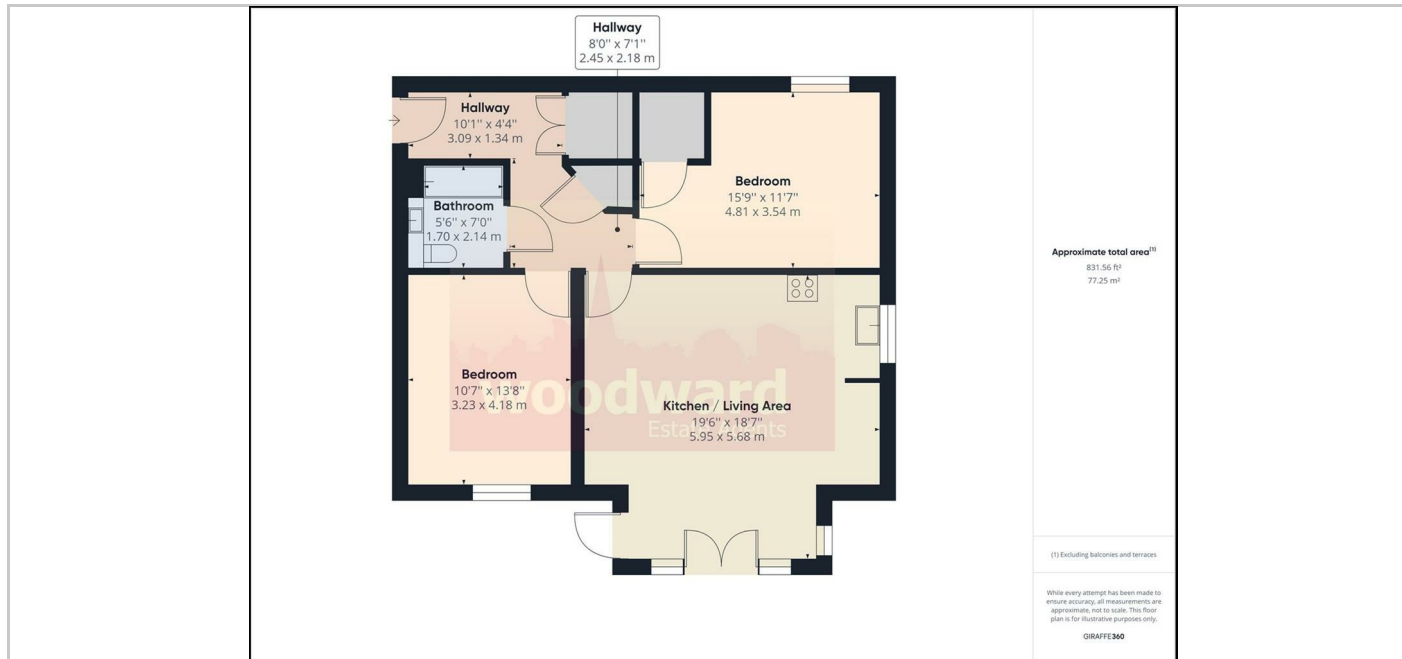 Hallway
8'0" x 7'1"
2.45 x 2.18 m
Hallway
10'1" x 4'4"
3.09 x 1.34 m
Bedroom
15'9" x 11'7"
4.81 x 3.54 m
Bathroom
5'6" x 7'0"
1.70 x 2.14 m
Bedroom
10'7" x 13'8"
3.23 x 4.18 m
woodward
Estate Agents
Kitchen / Living Area
19'6" x 18'7"
5.95 x 5.68 m
Approximate total area(1)
831.56 ft²
77.25 m²
(1) Excluding balconies and terraces
While every attempt has been made to
ensure accuracy, all measurements are
approximate, not to scale. This floor
plan is for illustrative purposes only.
GIRAFFE360